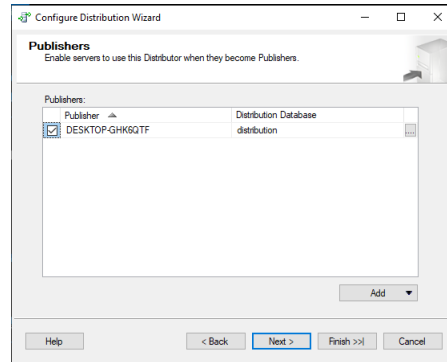 Configure Distribution Wizard
Publishers
Enable servers to use this Distributor when they become Publishers.
Publishers:
Publisher Distribution Database
DESKTOP-GHK6QTF distribution ...
Add
Help < Back Next > Finish >>| Cancel